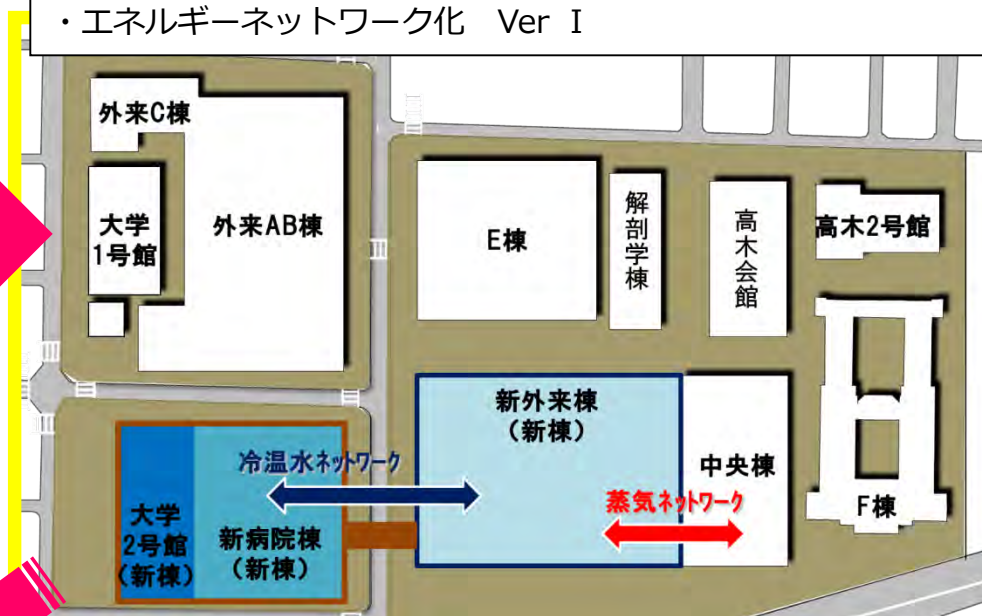 ・エネルギーネットワーク化　Ver Ⅰ
外来C棟
大学
1号館
外来AB棟
E棟
解剖学棟
高木会館
高木2号館
新外来棟
（新棟）
冷温水ネットワーク
中央棟
蒸気ネットワーク
F棟
大学
2号館
（新棟）
新病院棟
（新棟）